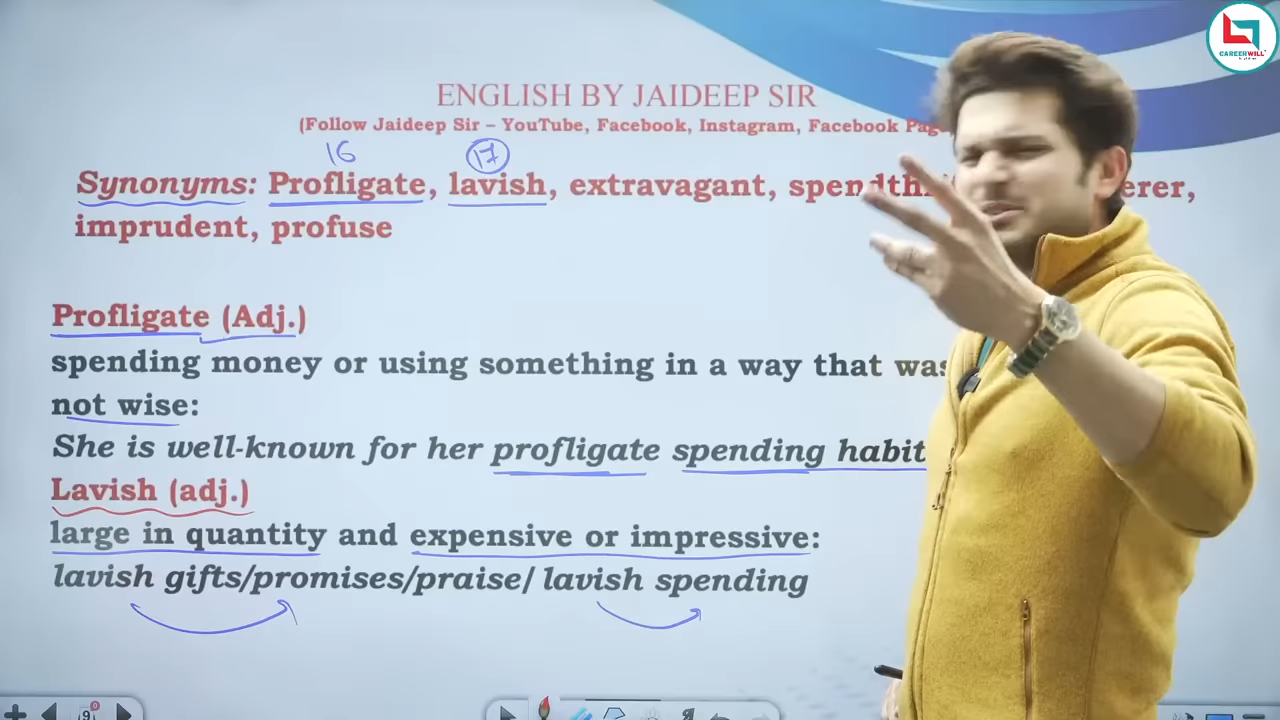 CAREERWILL
ENGLISH BY JAIDEEP SIR
(Follow Jaideep Sir – YouTube, Facebook, Instagram, Facebook Page
16 17
Synonyms: Profligate, lavish, extravagant,
imprudent, profuse
Profligate (Adj.)
spending money or using something in a way that was
not wise:
She is well-known for her profligate spending habit
Lavish (adj.)
large in quantity and expensive or impressive:
lavish gifts/promises/praise/ lavish spending
9